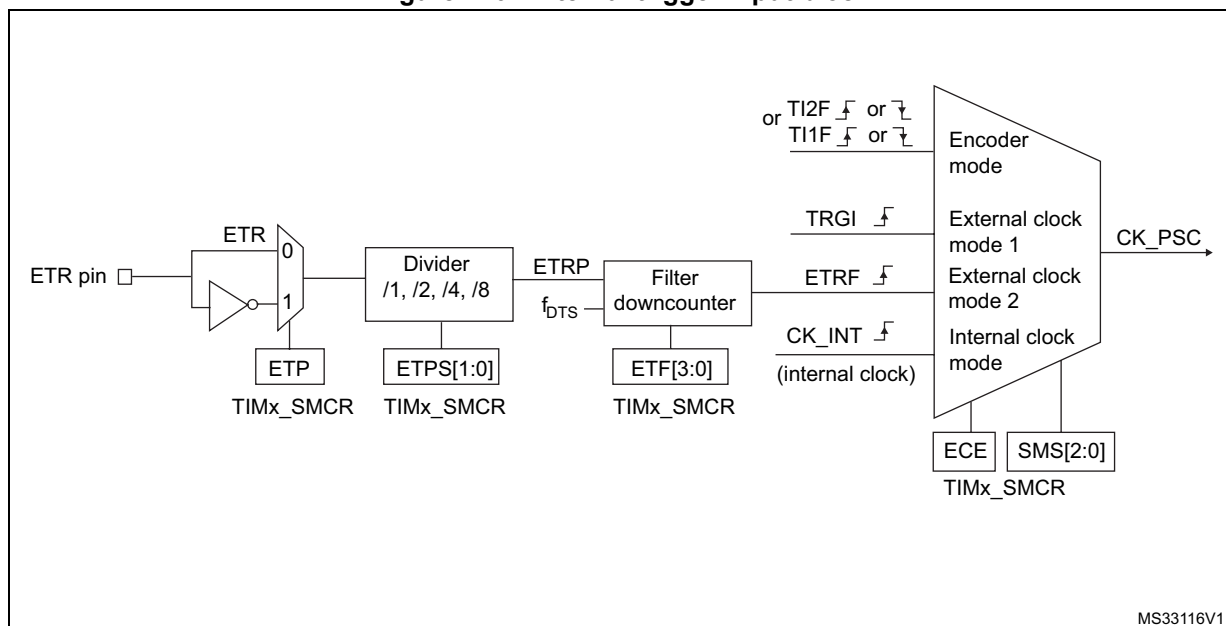 or TI2F or
TI1F or
Encoder
mode
TRGI
External clock
mode 1
CK_PSC
ETR
0
ETR pin
1
Divider
/1, /2, /4, /8
ETRP
fDTS
Filter
downcounter
ETRF
External clock
mode 2
CK_INT
(internal clock)
Internal clock
mode
ETP
TIMx_SMCR
ETPS[1:0]
TIMx_SMCR
ETF[3:0]
TIMx_SMCR
ECE
SMS[2:0]
TIMx_SMCR
MS33116V1